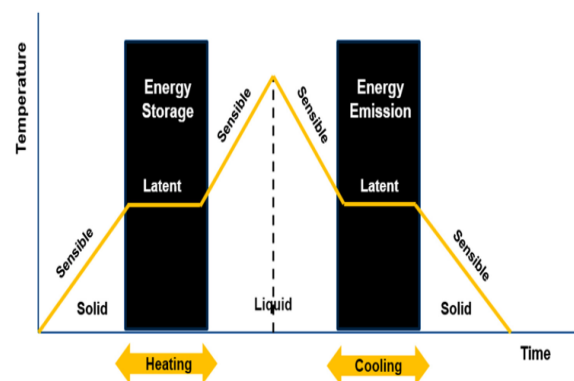 Temperature
Energy
Storage
Latent
Sensible
Sensible
Solid
Sensible
Liquid
Energy
Emission
Latent
Sensible
Solid
Time
Heating
Cooling